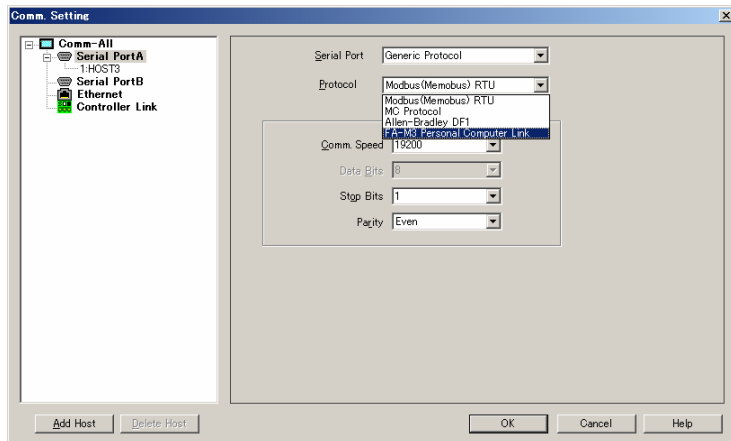 Comm. Setting
Comm-All
Serial PortA
1:HOST3
Serial PortB
Ethernet
Controller Link
Serial Port Generic Protocol
Protocol Modbus(Memobus) RTU
Modbus(Memobus) RTU
MC Protocol
Allen-Bradley DF1
FA-M3 Personal Computer Link
Comm. Speed 19200
Data Bits 8
Stop Bits 1
Parity Even
Add Host Delete Host OK Cancel Help